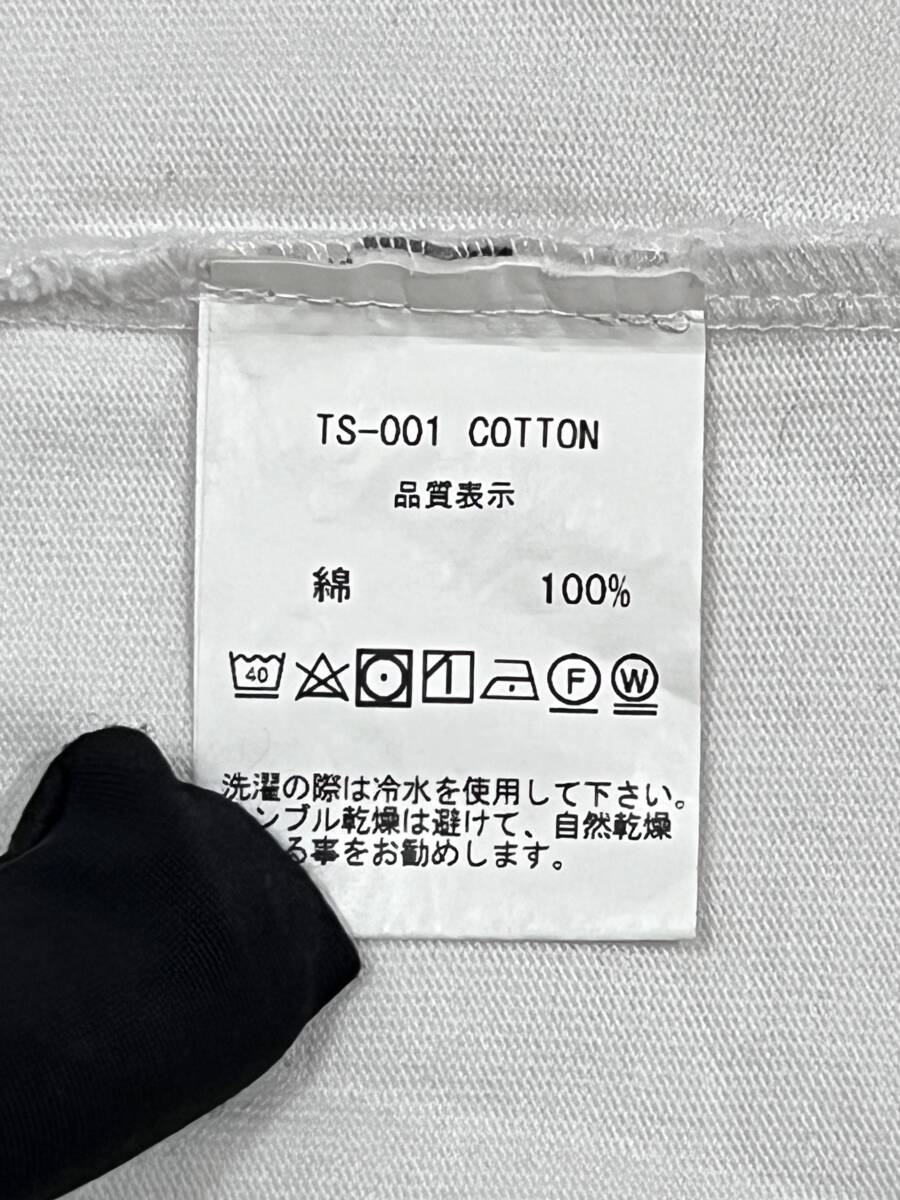 TS-001 COTTON
品質表示
綿 100%
40
F W
洗濯の際は冷水を使用して下さい。
ンブル乾燥は避けて、自然乾燥
る事をお勧めします。